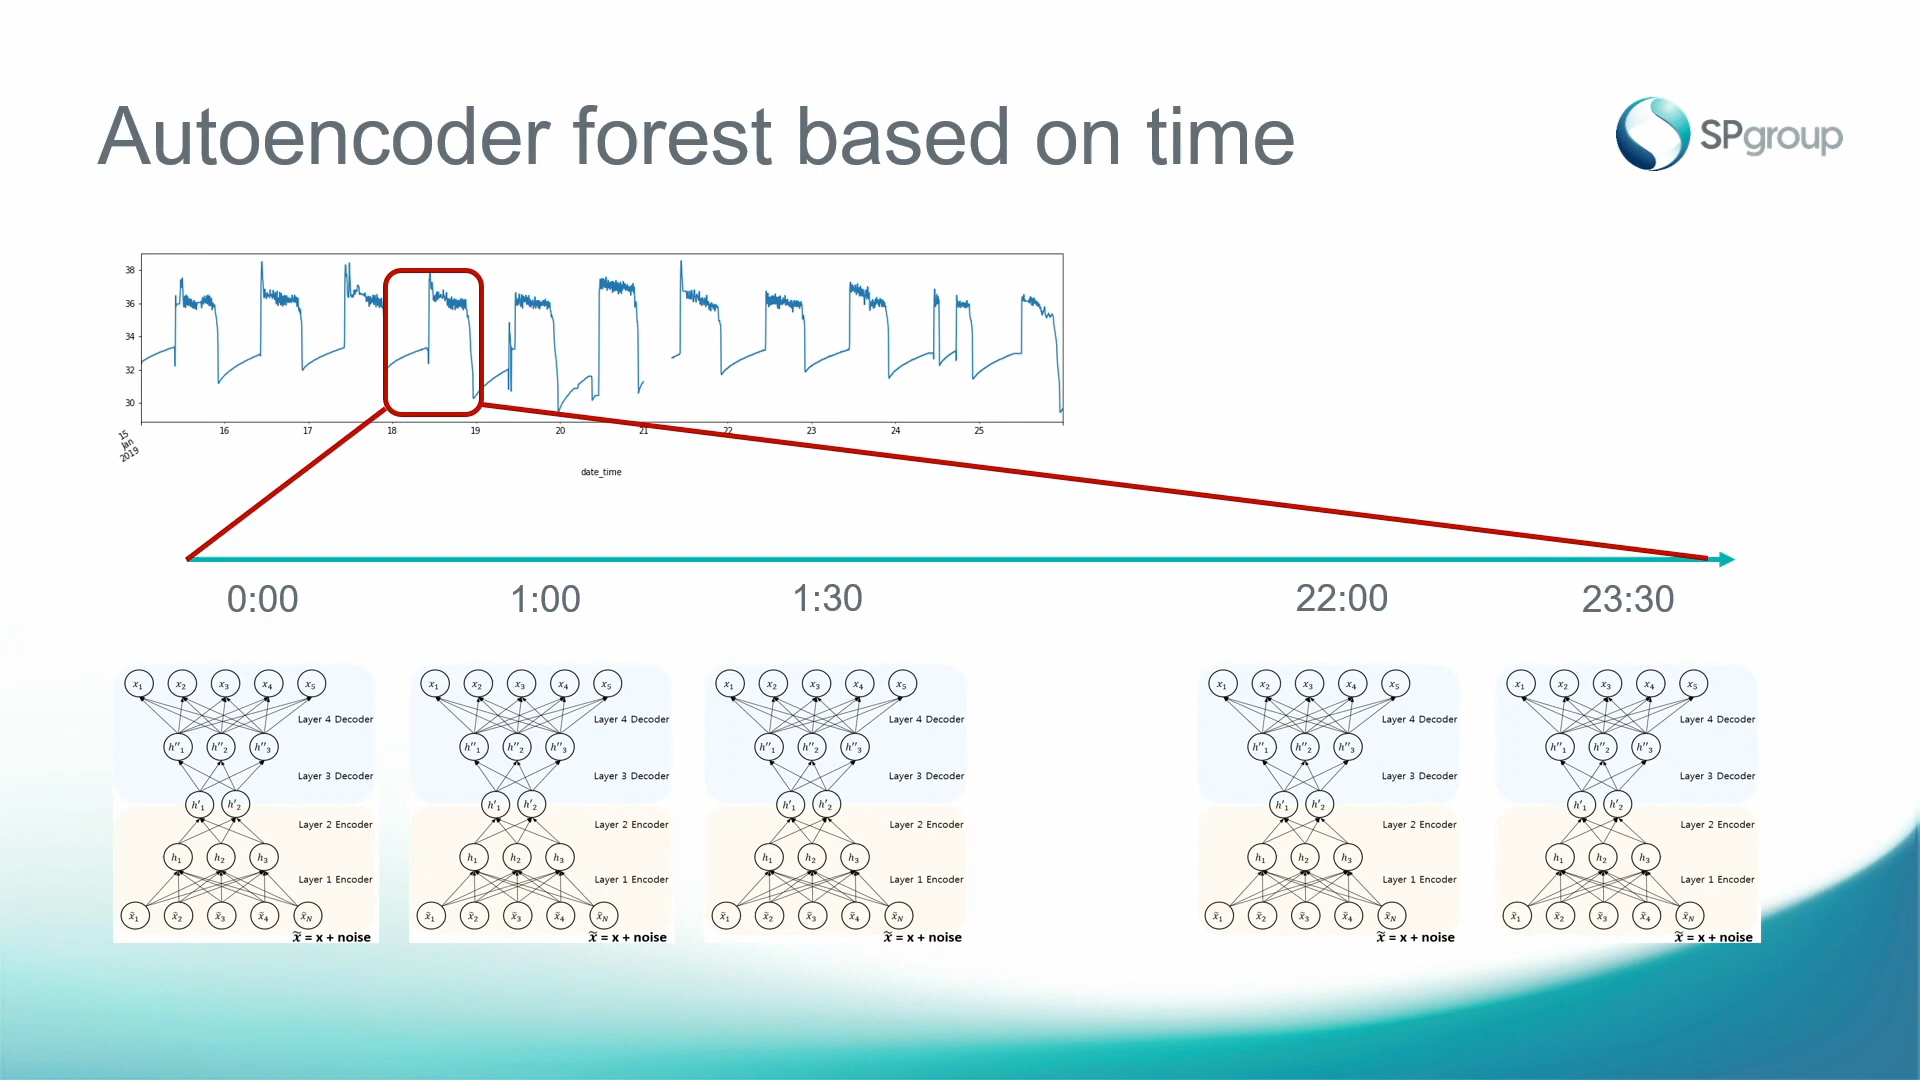 Autoencoder forest based on time
SPgroup
38
36
34
32
30
15
Jan
2019
16 17 18 19 20 21 22 23 24 25
date_time
0:00 1:00 1:30 22:00 23:30
x₁ x₂ x₃ x₄ x₅ x₁ x₂ x₃ x₄ x₅ x₁ x₂ x₃ x₄ x₅ x₁ x₂ x₃ x₄ x₅ x₁ x₂ x₃ x₄ x₅
Layer 4 Decoder Layer 4 Decoder Layer 4 Decoder Layer 4 Decoder Layer 4 Decoder
h''₁ h''₂ h''₃ h''₁ h''₂ h''₃ h''₁ h''₂ h''₃ h''₁ h''₂ h''₃ h''₁ h''₂ h''₃
Layer 3 Decoder Layer 3 Decoder Layer 3 Decoder Layer 3 Decoder Layer 3 Decoder
h'₁ h'₂ h'₁ h'₂ h'₁ h'₂ h'₁ h'₂ h'₁ h'₂
Layer 2 Encoder Layer 2 Encoder Layer 2 Encoder Layer 2 Encoder Layer 2 Encoder
h₁ h₂ h₃ h₁ h₂ h₃ h₁ h₂ h₃ h₁ h₂ h₃ h₁ h₂ h₃
Layer 1 Encoder Layer 1 Encoder Layer 1 Encoder Layer 1 Encoder Layer 1 Encoder
x̃₁ x̃₂ x̃₃ x̃₄ x̃N x̃₁ x̃₂ x̃₃ x̃₄ x̃N x̃₁ x̃₂ x̃₃ x̃₄ x̃N x̃₁ x̃₂ x̃₃ x̃₄ x̃N x̃₁ x̃₂ x̃₃ x̃₄ x̃N
x̃ = x + noise x̃ = x + noise x̃ = x + noise x̃ = x + noise x̃ = x + noise